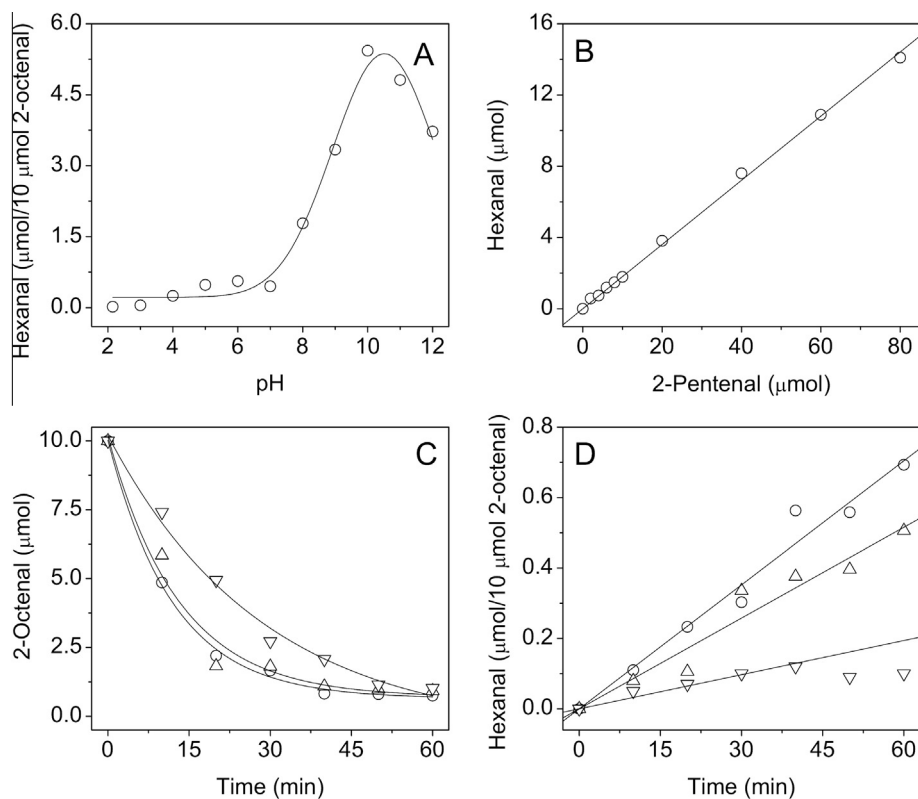 A
Hexanal (μmol/10 μmol 2-octenal)
6.0
4.5
3.0
1.5
0.0
2 4 6 8 10 12
pH
B
Hexanal (μmol)
16
12
8
4
0
0 20 40 60 80
2-Pentenal (μmol)
C
2-Octenal (μmol)
10.0
7.5
5.0
2.5
0.0
0 15 30 45 60
Time (min)
D
Hexanal (μmol/10 μmol 2-octenal)
0.8
0.6
0.4
0.2
0.0
0 15 30 45 60
Time (min)